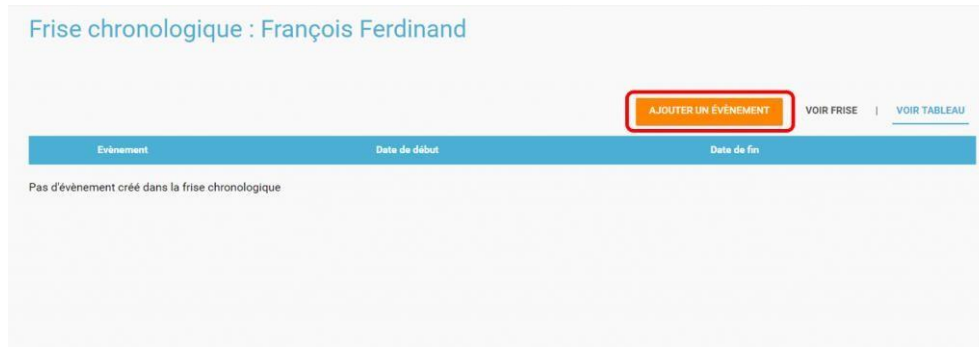 Frise chronologique : François Ferdinand
AJOUTER UN ÉVÈNEMENT VOIR FRISE | VOIR TABLEAU
Evènement Date de début Date de fin
Pas d'évènement créé dans la frise chronologique